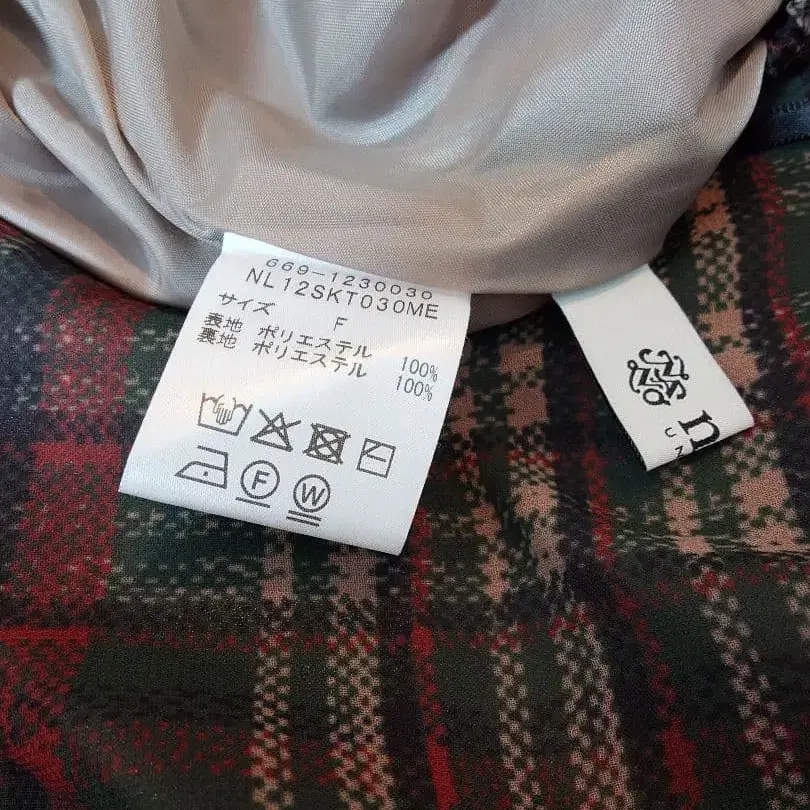 669-1230030
NL12SKT030ME
サイズ F
表地 ポリエステル 100%
裏地 ポリエステル 100%
F W
n